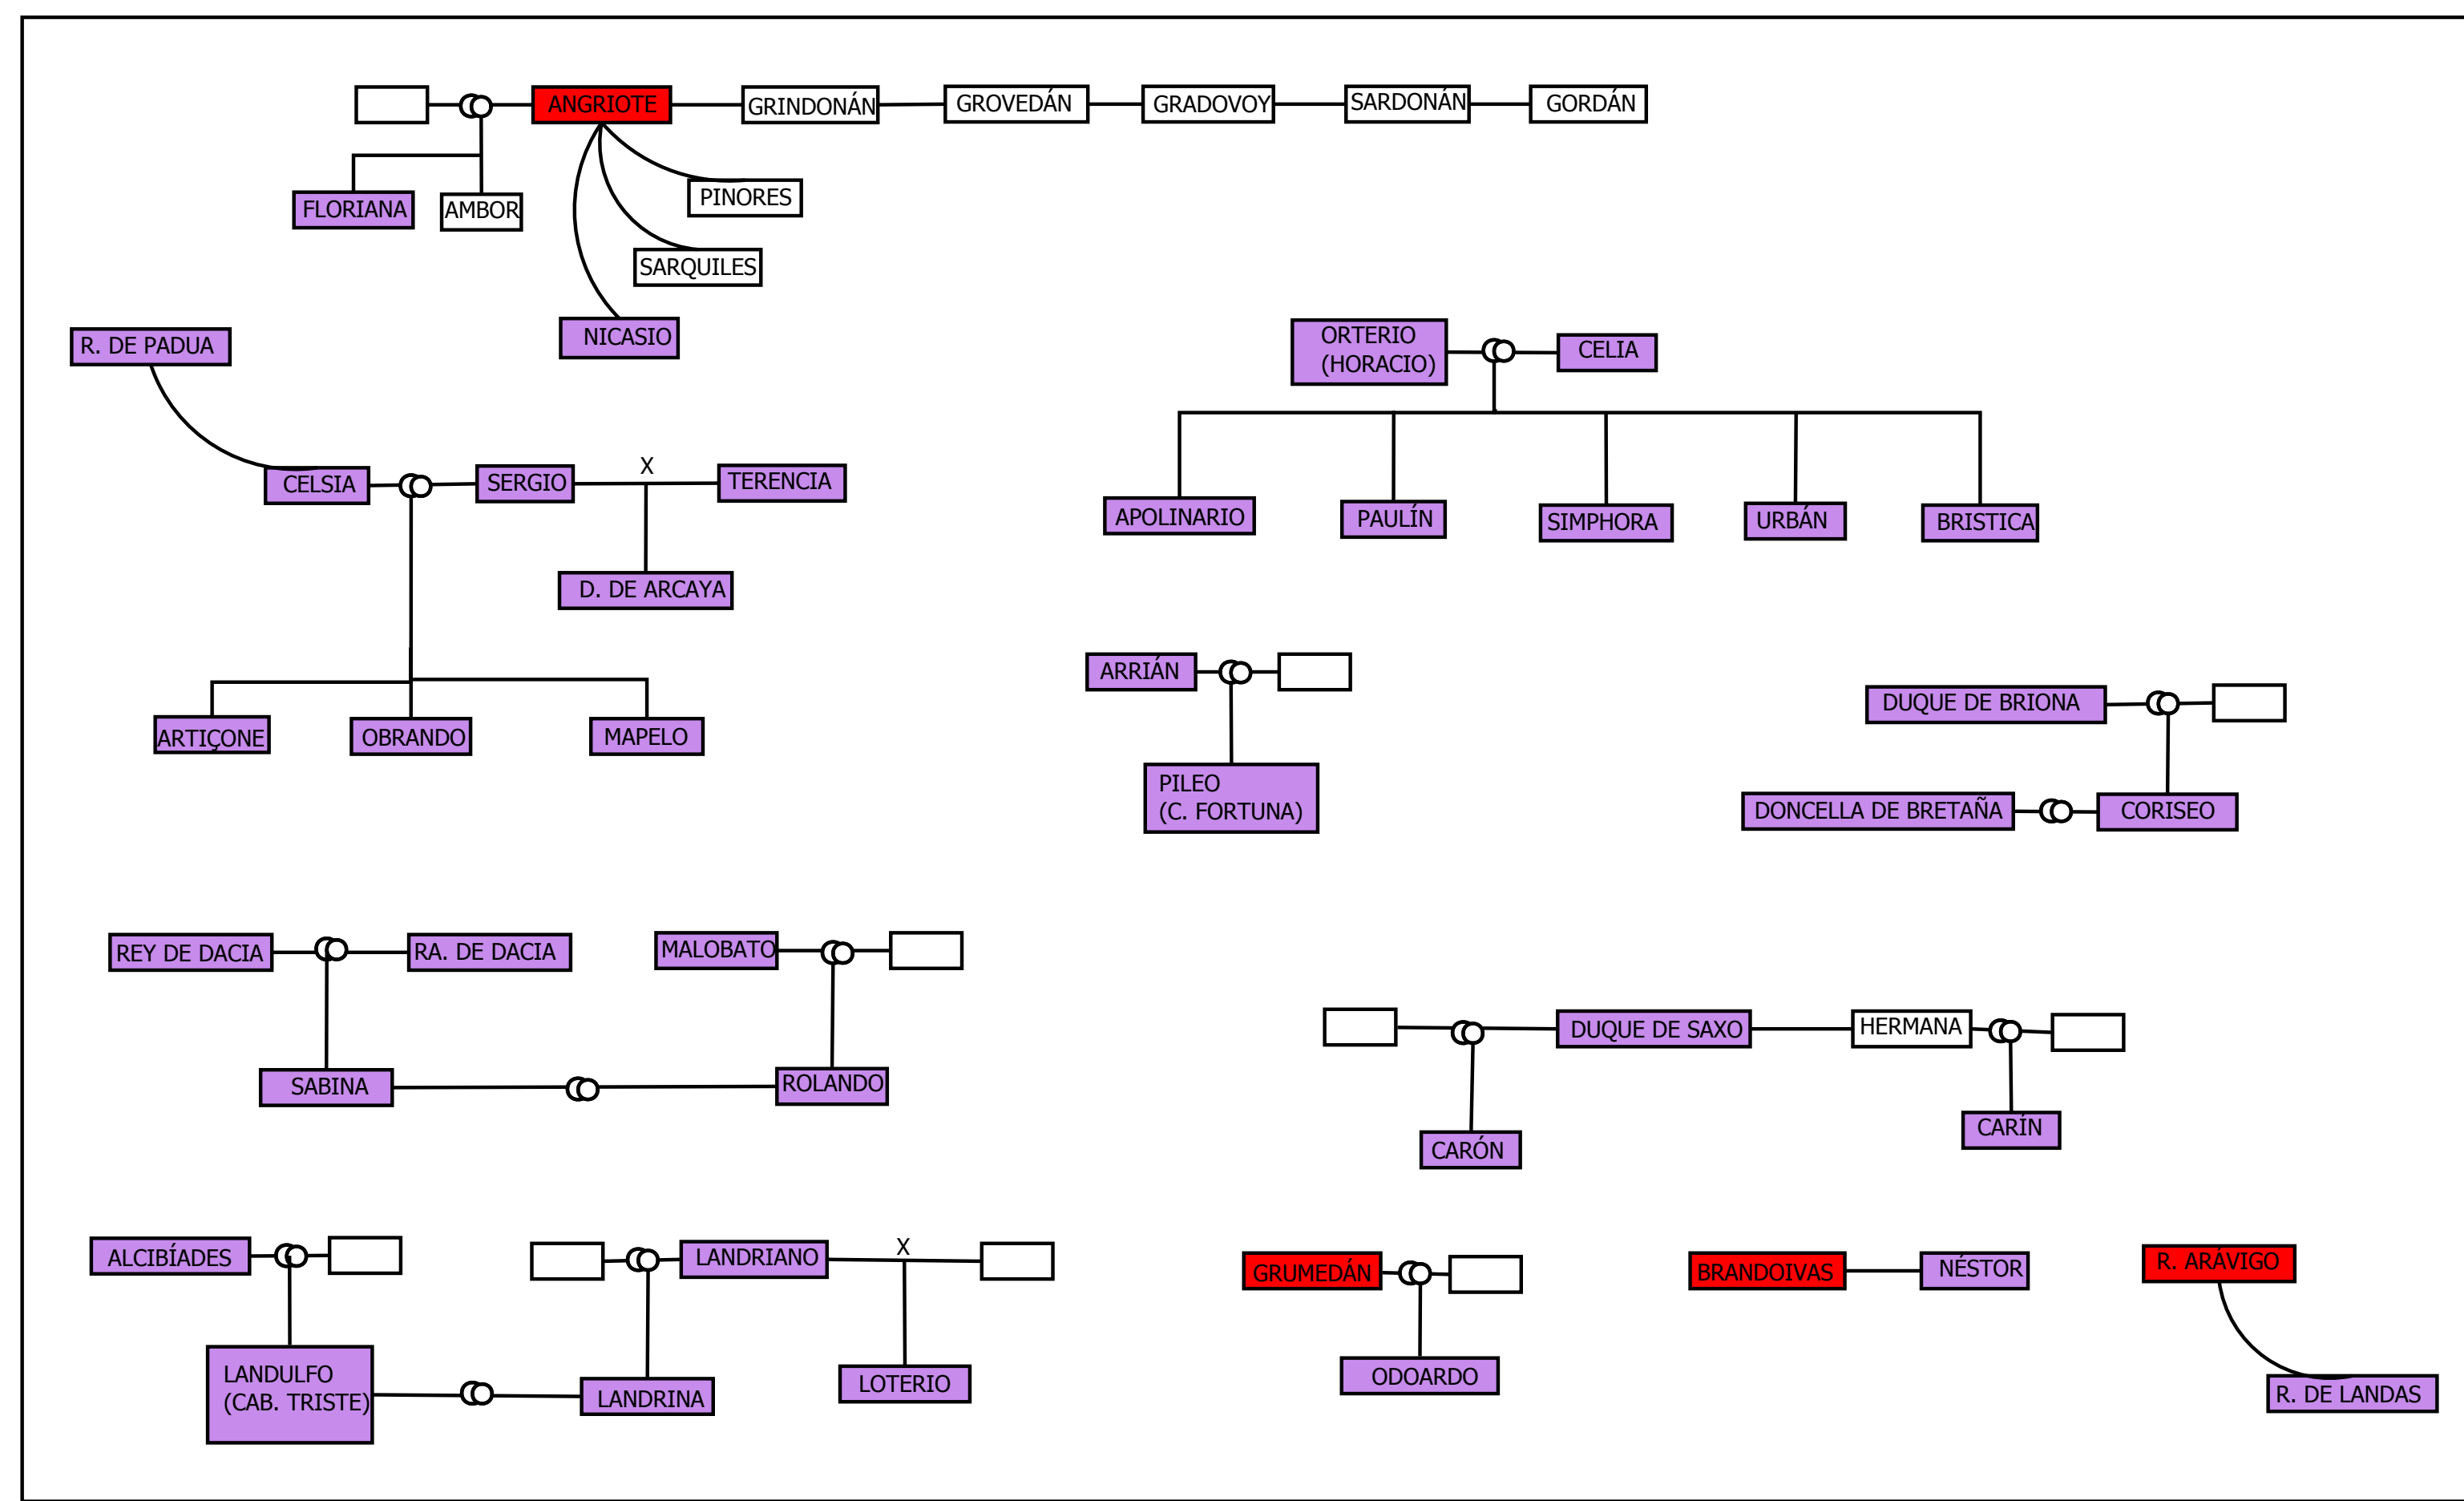 ANGRIOTE
GRINDONÁN
GROVEDÁN
GRADOVOY
SARDONÁN
GORDÁN
FLORIANA
AMBOR
PINORES
SARQUILES
NICASIO
R. DE PADUA
ORTERIO
(HORACIO)
CELIA
CELSIA
SERGIO
X
TERENCIA
APOLINARIO
PAULÍN
SIMPHORA
URBÁN
BRISTICA
D. DE ARCAYA
ARTIÇONE
OBRANDO
MAPELO
ARRIÁN
PILEO
(C. FORTUNA)
DUQUE DE BRIONA
DONCELLA DE BRETAÑA
CORISEO
REY DE DACIA
RA. DE DACIA
MALOBATO
SABINA
ROLANDO
DUQUE DE SAXO
HERMANA
CARÓN
CARÍN
ALCIBÍADES
LANDRIANO
X
LANDULFO
(CAB. TRISTE)
LANDRINA
LOTERIO
GRUMEDÁN
ODOARDO
BRANDOIVAS
NÉSTOR
R. ARÁVIGO
R. DE LANDAS